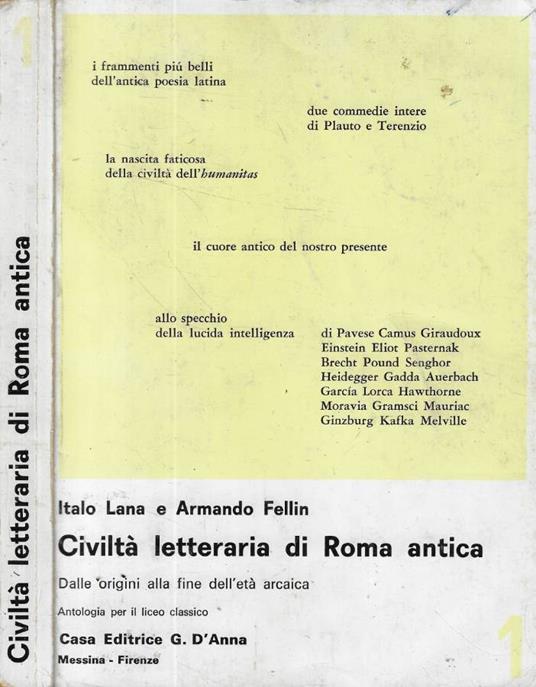 1
Civiltà letteraria di Roma antica
i frammenti piú belli
dell'antica poesia latina
due commedie intere
di Plauto e Terenzio
la nascita faticosa
della civiltà dell'humanitas
il cuore antico del nostro presente
allo specchio
della lucida intelligenza
di Pavese Camus Giraudoux
Einstein Eliot Pasternak
Brecht Pound Senghor
Heidegger Gadda Auerbach
García Lorca Hawthorne
Moravia Gramsci Mauriac
Ginzburg Kafka Melville
Italo Lana e Armando Fellin
Civiltà letteraria di Roma antica
Dalle origini alla fine dell'età arcaica
Antologia per il liceo classico
Casa Editrice G. D'Anna
Messina - Firenze
1